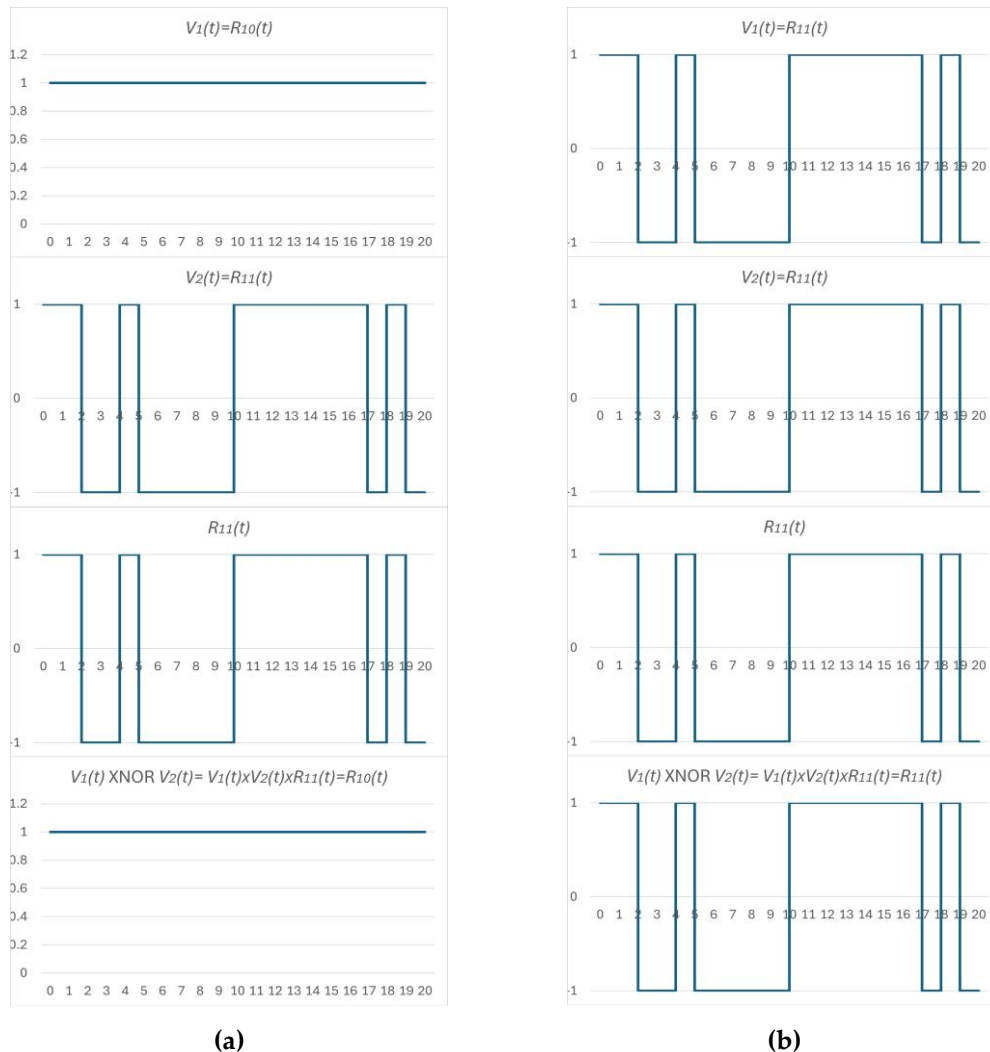 V1(t)=R10(t)
1.2
1
0.8
0.6
0.4
0.2
0
0 1 2 3 4 5 6 7 8 9 10 11 12 13 14 15 16 17 18 19 20
V2(t)=R11(t)
1
0
0 1 2 3 4 5 6 7 8 9 10 11 12 13 14 15 16 17 18 19 20
-1
R11(t)
1
0
0 1 2 3 4 5 6 7 8 9 10 11 12 13 14 15 16 17 18 19 20
-1
V1(t) XNOR V2(t)= V1(t)xV2(t)xR11(t)=R10(t)
1.2
1
0.8
0.6
0.4
0.2
0
0 1 2 3 4 5 6 7 8 9 10 11 12 13 14 15 16 17 18 19 20
(a)
V1(t)=R11(t)
1
0
0 1 2 3 4 5 6 7 8 9 10 11 12 13 14 15 16 17 18 19 20
-1
V2(t)=R11(t)
1
0
0 1 2 3 4 5 6 7 8 9 10 11 12 13 14 15 16 17 18 19 20
-1
R11(t)
1
0
0 1 2 3 4 5 6 7 8 9 10 11 12 13 14 15 16 17 18 19 20
-1
V1(t) XNOR V2(t)= V1(t)xV2(t)xR11(t)=R11(t)
1
0
0 1 2 3 4 5 6 7 8 9 10 11 12 13 14 15 16 17 18 19 20
-1
(b)